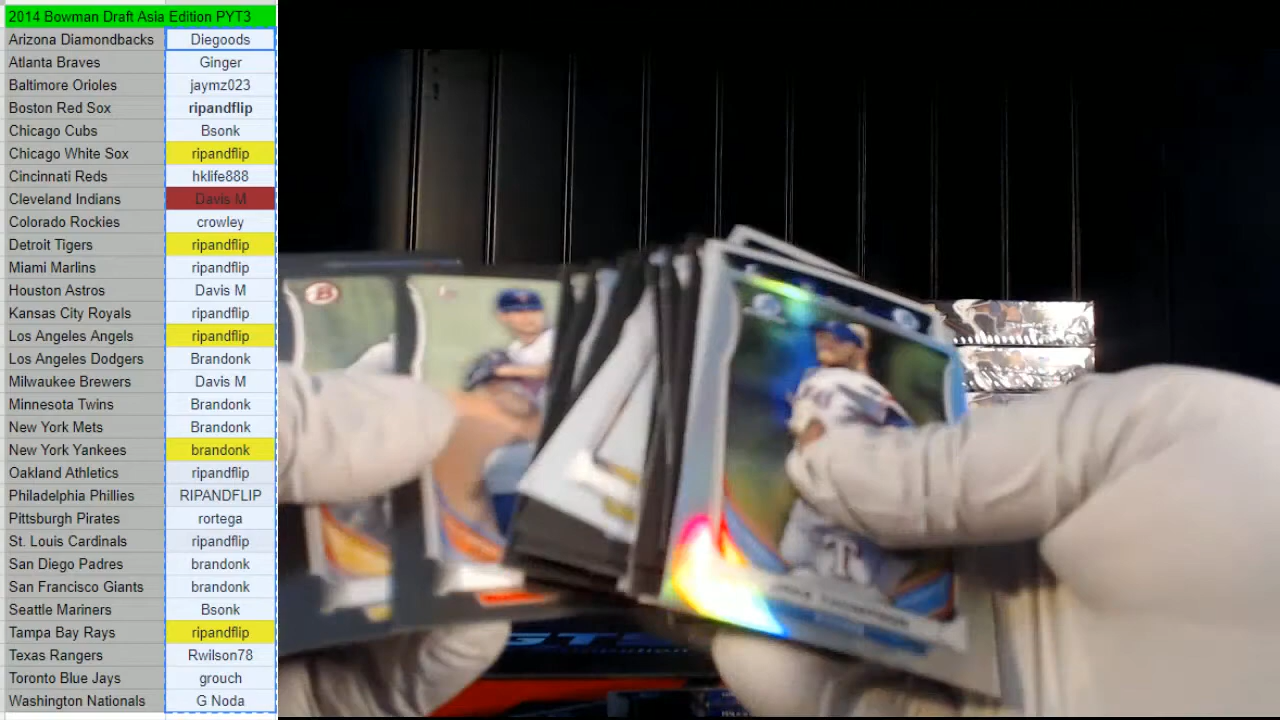 2014 Bowman Draft Asia Edition PYT3
Arizona Diamondbacks Diegoods
Atlanta Braves Ginger
Baltimore Orioles jaymz023
Boston Red Sox ripandflip
Chicago Cubs Bsonk
Chicago White Sox ripandflip
Cincinnati Reds hklife888
Cleveland Indians Davis M
Colorado Rockies crowley
Detroit Tigers ripandflip
Miami Marlins ripandflip
Houston Astros Davis M
Kansas City Royals ripandflip
Los Angeles Angels ripandflip
Los Angeles Dodgers Brandonk
Milwaukee Brewers Davis M
Minnesota Twins Brandonk
New York Mets Brandonk
New York Yankees brandonk
Oakland Athletics ripandflip
Philadelphia Phillies RIPANDFLIP
Pittsburgh Pirates rortega
St. Louis Cardinals ripandflip
San Diego Padres brandonk
San Francisco Giants brandonk
Seattle Mariners Bsonk
Tampa Bay Rays ripandflip
Texas Rangers Rwilson78
Toronto Blue Jays grouch
Washington Nationals G Noda
B
T